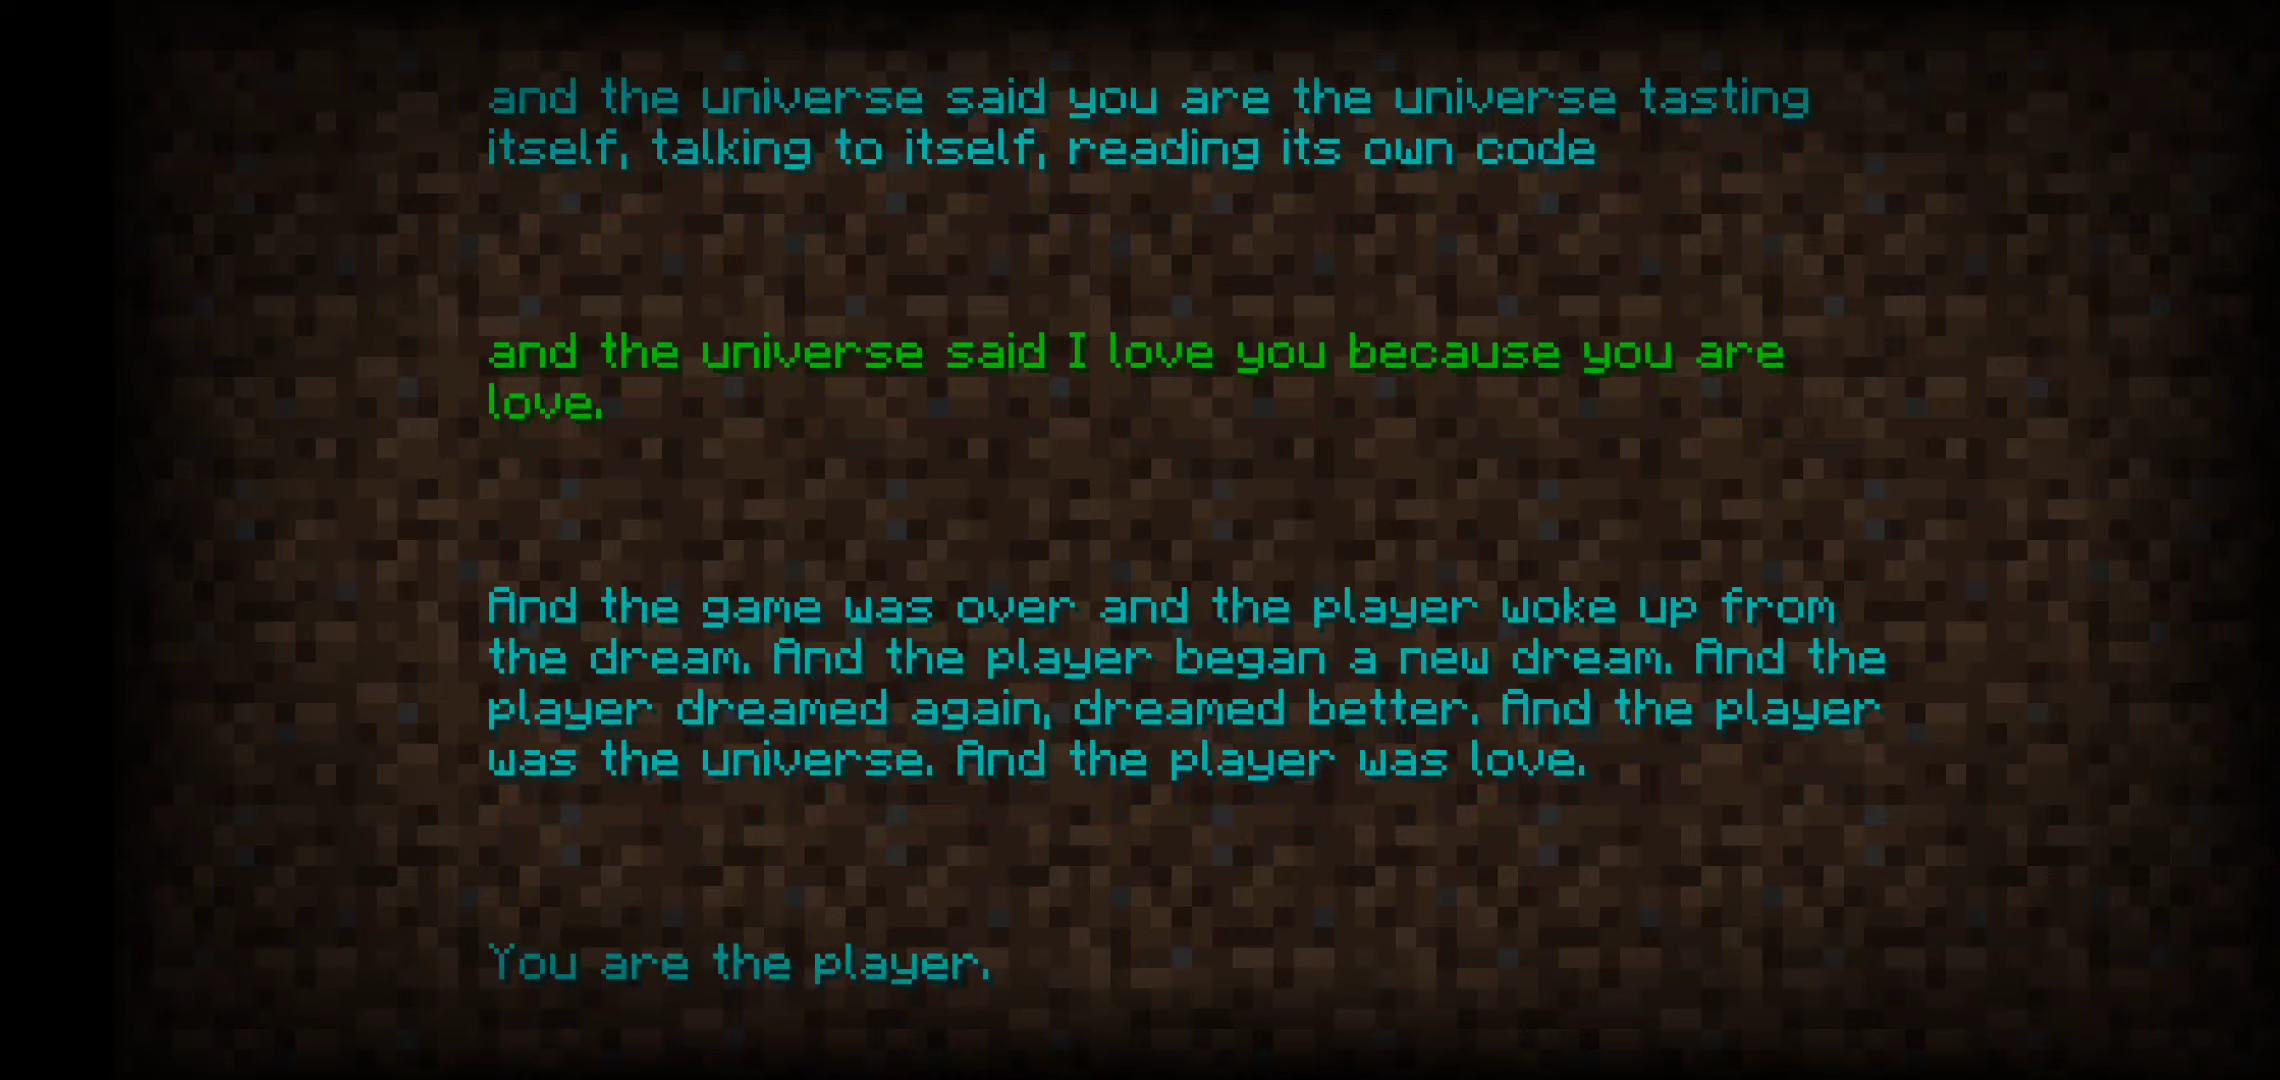 and the universe said you are the universe tasting
itself, talking to itself, reading its own code
and the universe said I love you because you are
love.
And the game was over and the player woke up from
the dream. And the player began a new dream. And the
player dreamed again, dreamed better. And the player
was the universe. And the player was love.
You are the player.